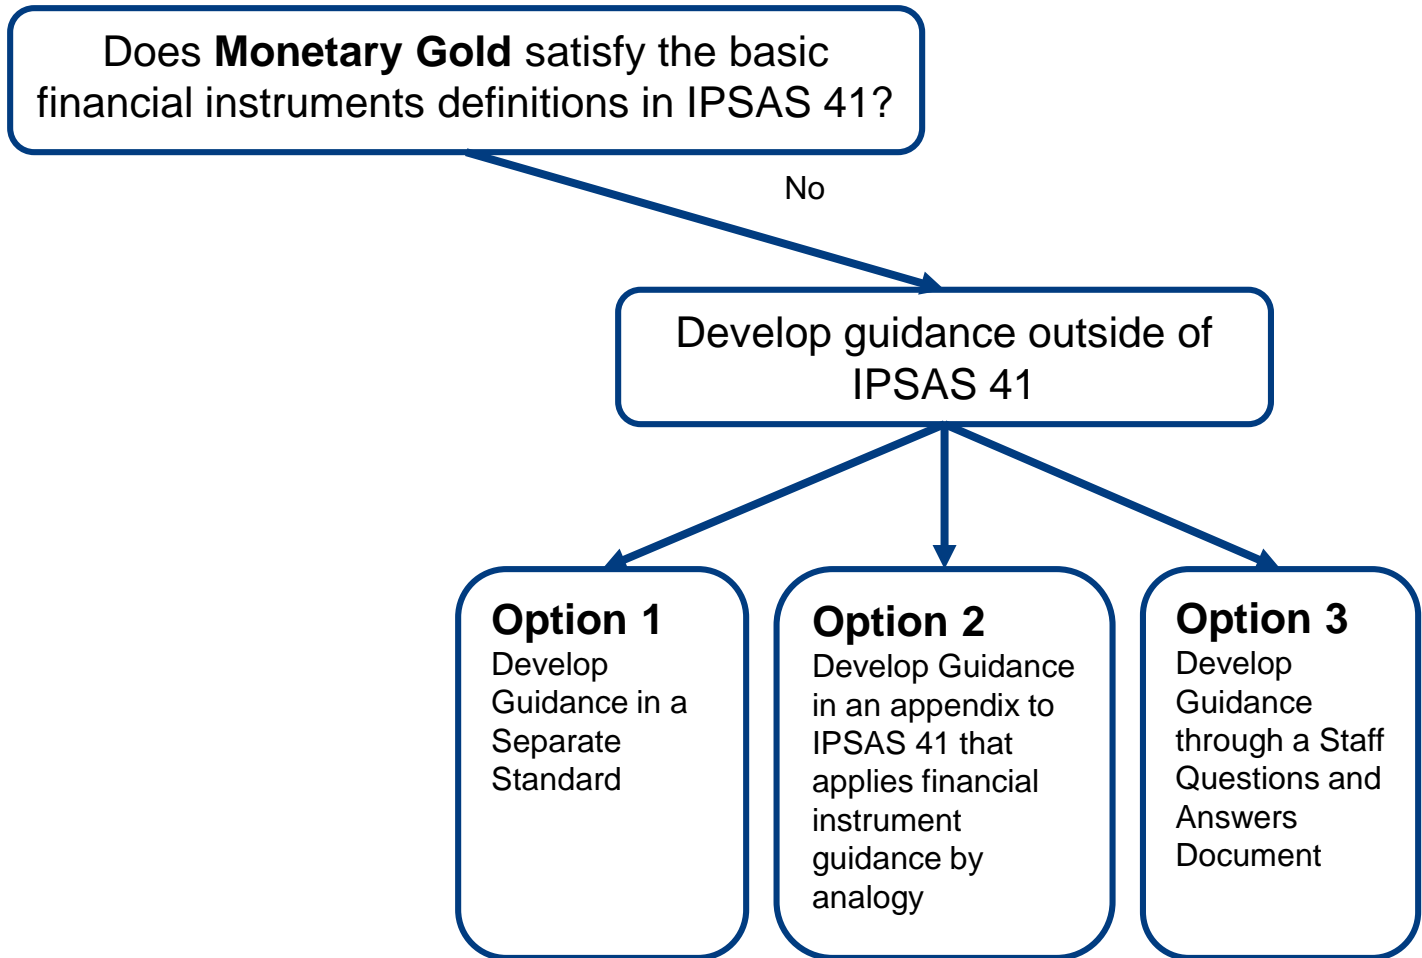 Does Monetary Gold satisfy the basic
financial instruments definitions in IPSAS 41?
No
Develop guidance outside of
IPSAS 41
Option 1
Develop
Guidance in a
Separate
Standard
Option 2
Develop Guidance
in an appendix to
IPSAS 41 that
applies financial
instrument
guidance by
analogy
Option 3
Develop
Guidance
through a Staff
Questions and
Answers
Document